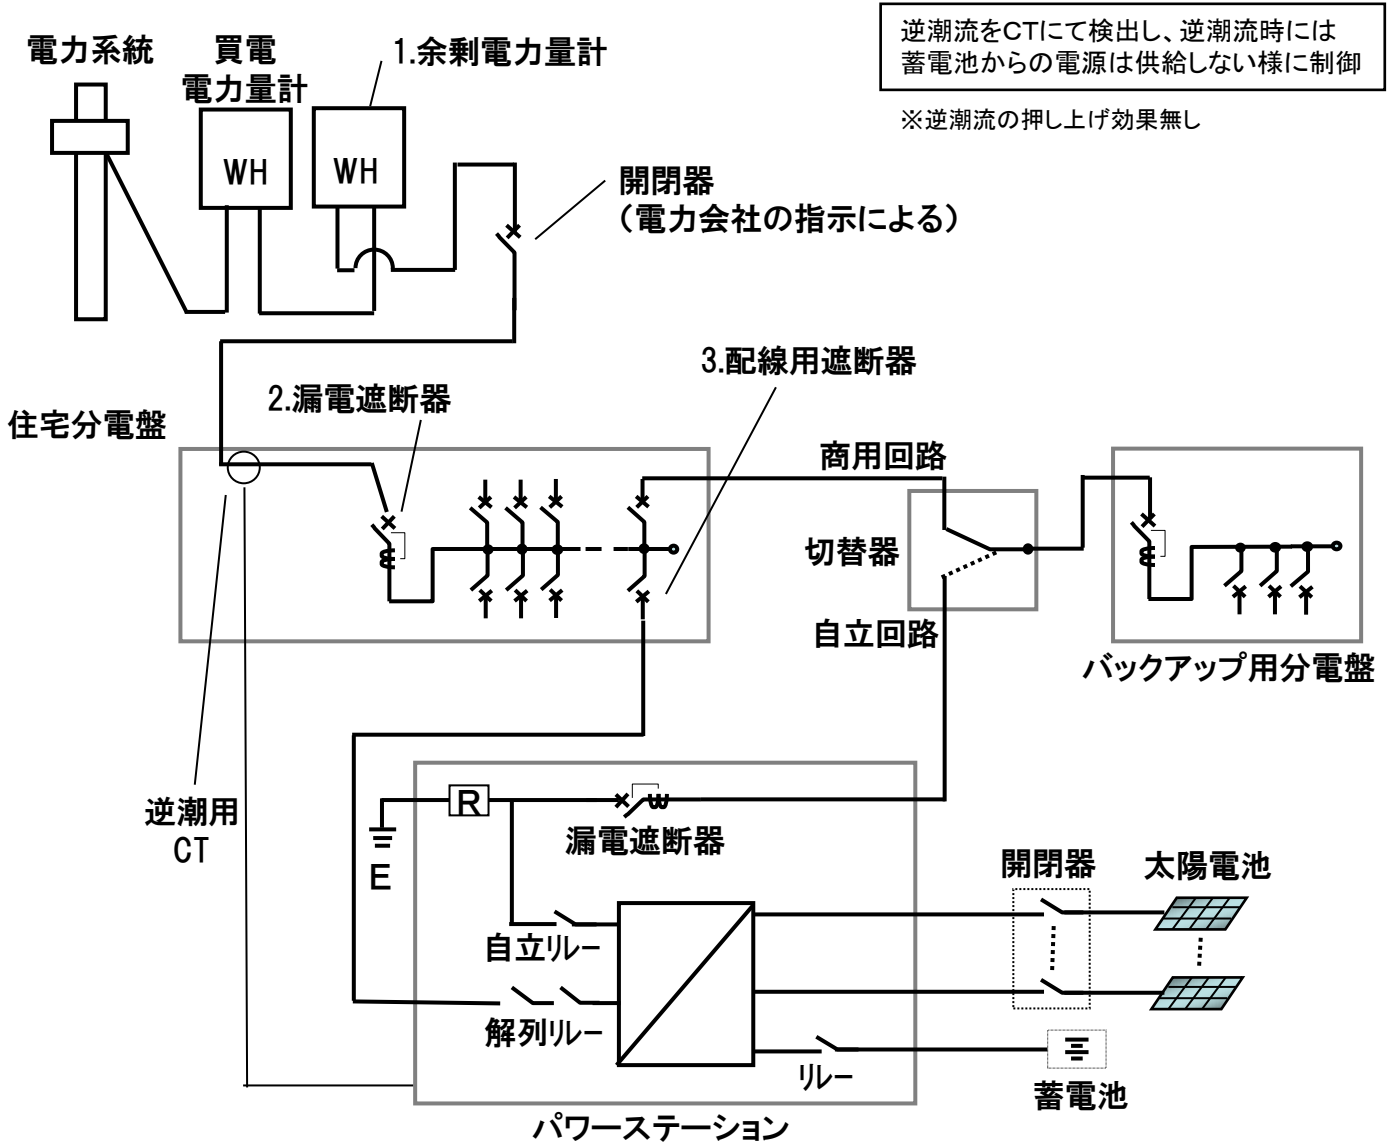 逆潮流をCTにて検出し、逆潮流時には
蓄電池からの電源は供給しない様に制御
※逆潮流の押し上げ効果無し
電力系統
買電
電力量計
1.余剰電力量計
WH
WH
開閉器
(電力会社の指示による)
3.配線用遮断器
2.漏電遮断器
住宅分電盤
商用回路
切替器
自立回路
バックアップ用分電盤
逆潮用
CT
R
E
漏電遮断器
開閉器
太陽電池
自立リレー
解列リレー
リレー
蓄電池
パワーステーション